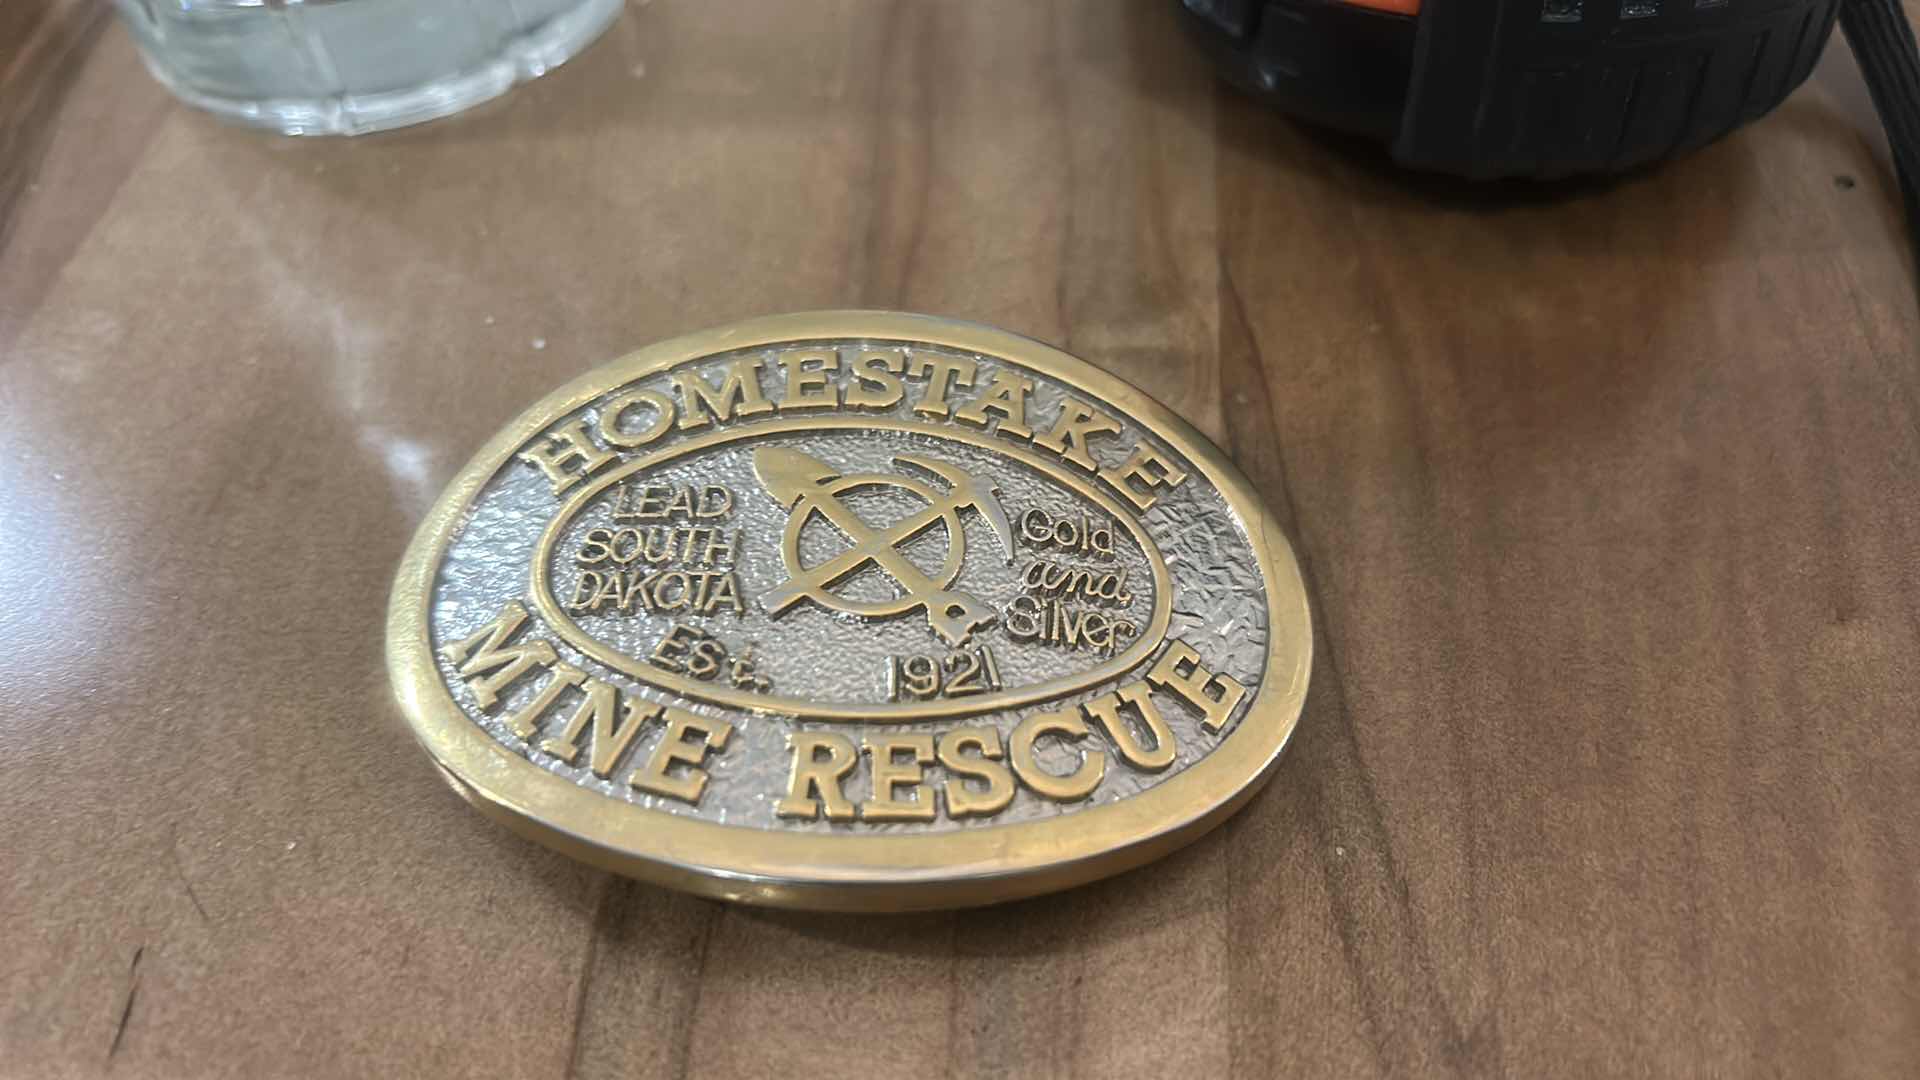 HOMESTAKE
LEAD
SOUTH
DAKOTA
Gold
and
Silver
Est. 1921
MINE RESCUE